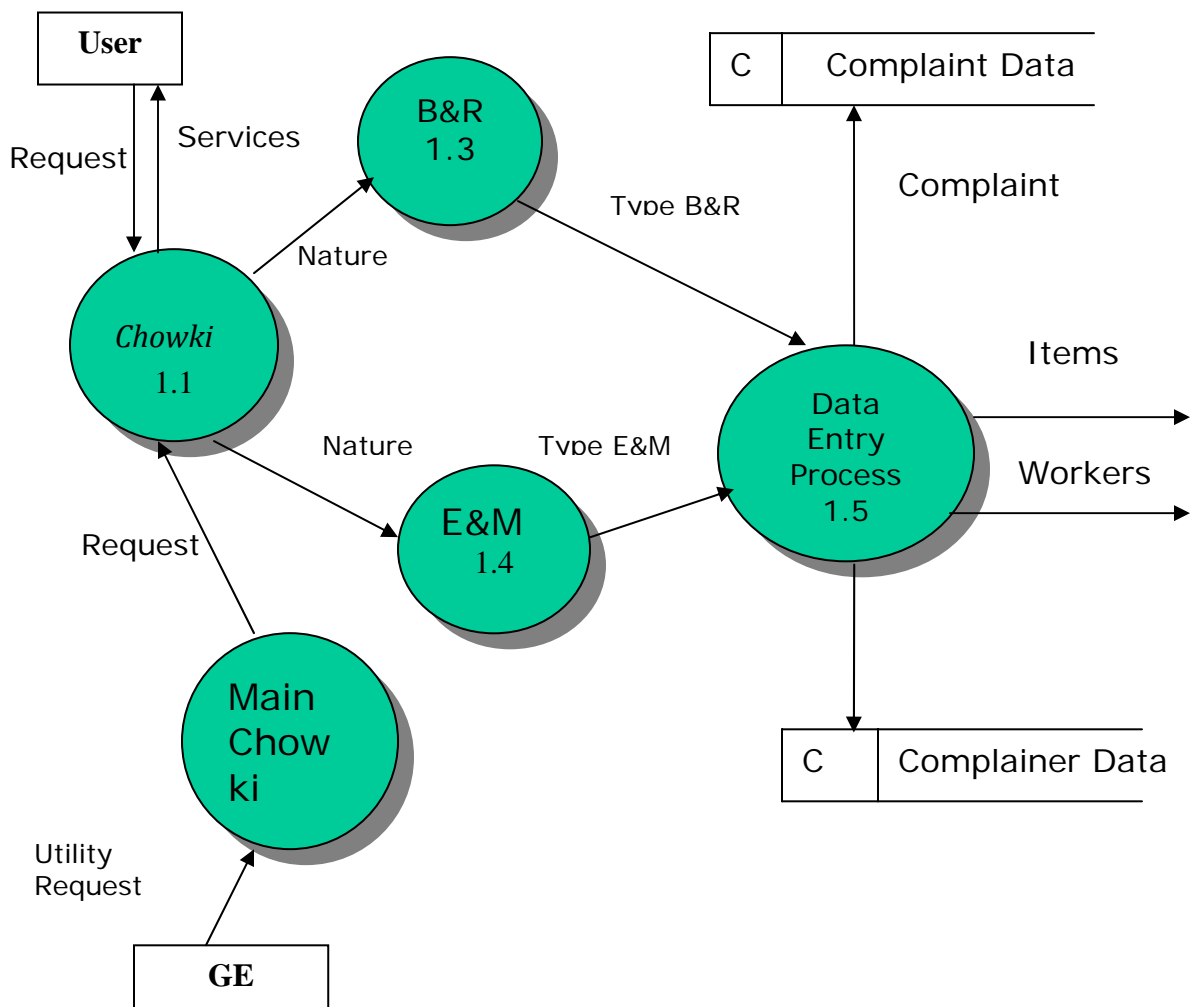 User
C Complaint Data
B&R
1.3
Services
Request
Complaint
Type B&R
Nature
Chowki
1.1
Items
Data
Entry
Process
1.5
Nature
Type E&M
Workers
E&M
1.4
Request
Main
Chow
ki
C Complainer Data
Utility
Request
GE